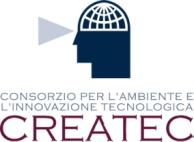 CONSORZIO PER L'AMBIENTE E
L'INNOVAZIONE TECNOLOGICA
CREATEC